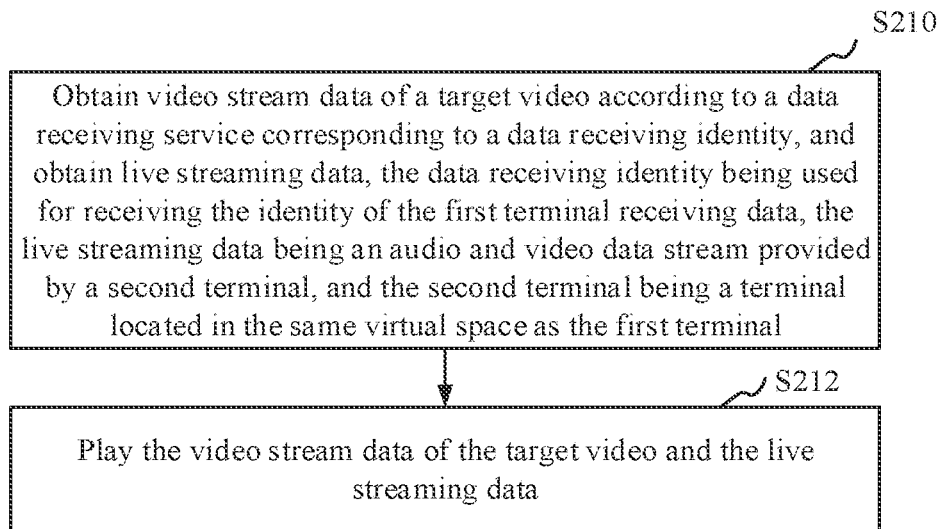 S210
Obtain video stream data of a target video according to a data
receiving service corresponding to a data receiving identity, and
obtain live streaming data, the data receiving identity being used
for receiving the identity of the first terminal receiving data, the
live streaming data being an audio and video data stream provided
by a second terminal, and the second terminal being a terminal
located in the same virtual space as the first terminal
S212
Play the video stream data of the target video and the live
streaming data